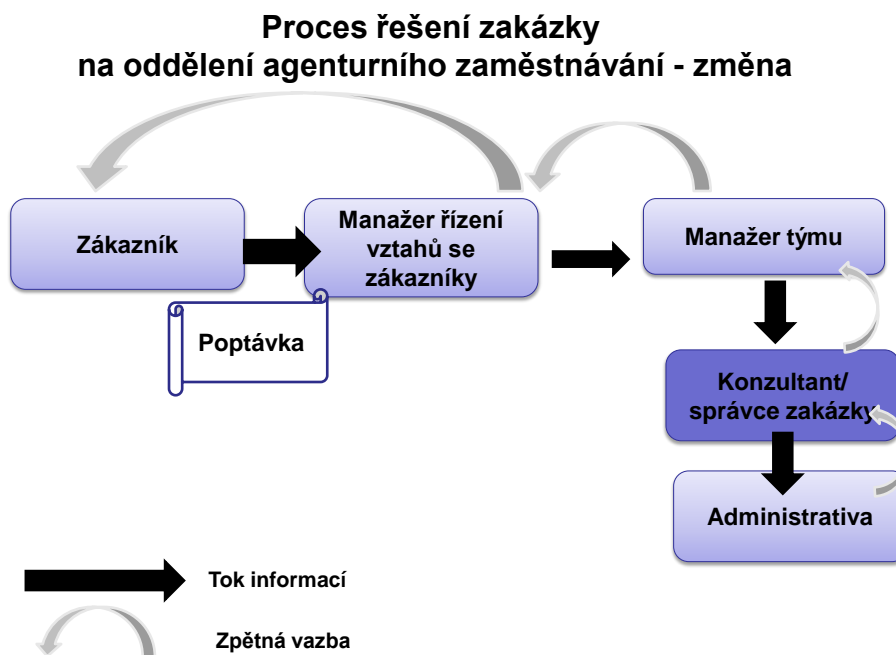 Proces řešení zakázky
na oddělení agenturního zaměstnávání - změna
Zákazník
Manažer řízení
vztahů se
zákazníky
Manažer týmu
Poptávka
Konzultant/
správce zakázky
Administrativa
Tok informací
Zpětná vazba